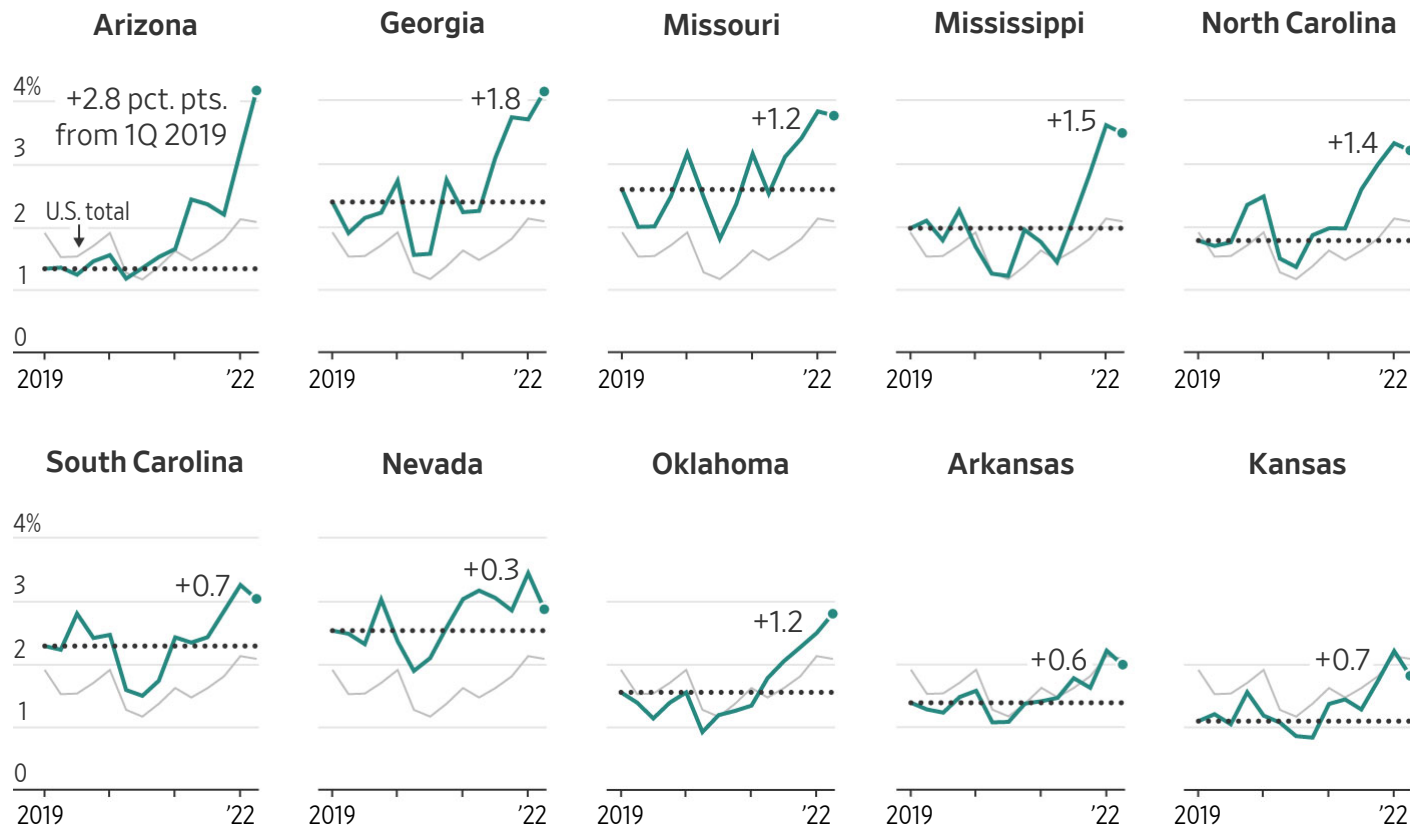 Arizona
Georgia
Missouri
Mississippi
North Carolina
4%
+2.8 pct. pts.
from 1Q 2019
3
U.S. total
2
1
0
+1.8
+1.2
+1.5
+1.4
2019 '22
2019 '22
2019 '22
2019 '22
2019 '22
South Carolina
Nevada
Oklahoma
Arkansas
Kansas
4%
3
2
1
0
+0.7
+0.3
+1.2
+0.6
+0.7
2019 '22
2019 '22
2019 '22
2019 '22
2019 '22